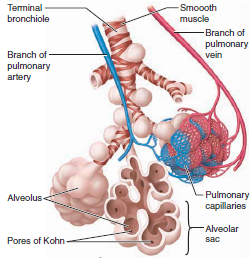 Terminal
bronchiole
Smooth
muscle
Branch of
pulmonary
vein
Branch of
pulmonary
artery
Alveolus
Pores of Kohn
Pulmonary
capillaries
Alveolar
sac